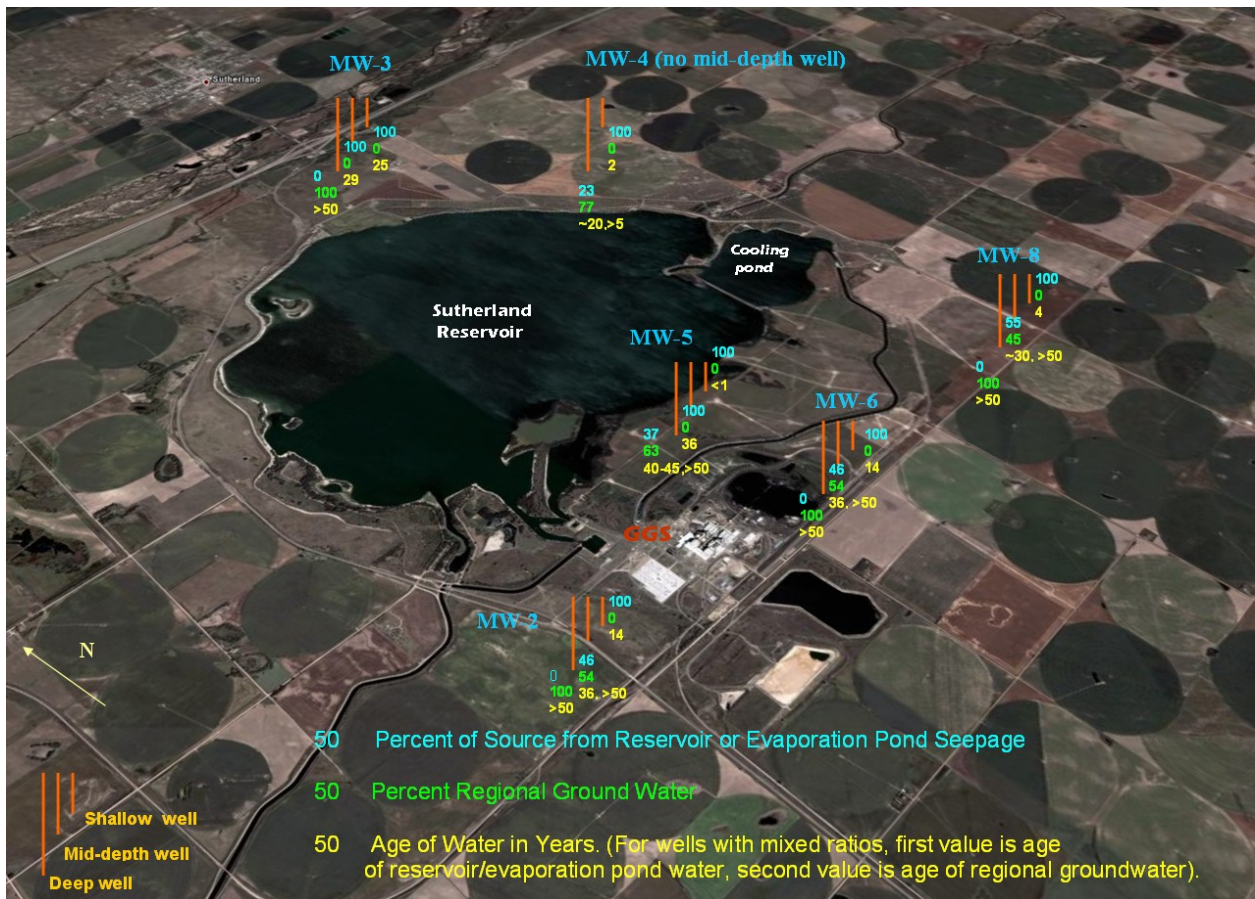 Sutherland
MW-3
MW-4 (no mid-depth well)
100
0
25
100
0
29
0
100
>50
100
0
2
23
77
~20,>5
Cooling
pond
Sutherland
Reservoir
MW-8
100
0
4
55
45
~30, >50
0
100
>50
MW-5
100
0
<1
100
0
36
37
63
40-45,>50
MW-6
100
0
14
46
54
36, >50
0
100
>50
GGS
MW-2
100
0
14
46
54
36, >50
0
100
>50
N
50 Percent of Source from Reservoir or Evaporation Pond Seepage
50 Percent Regional Ground Water
50 Age of Water in Years. (For wells with mixed ratios, first value is age
of reservoir/evaporation pond water, second value is age of regional groundwater).
Shallow well
Mid-depth well
Deep well